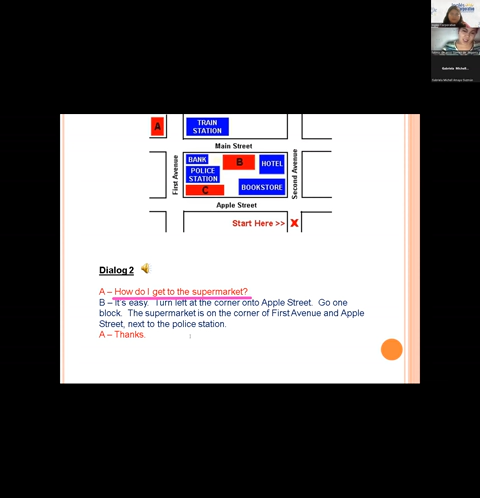 A
TRAIN
STATION
Main Street
First Avenue
BANK
B
HOTEL
POLICE
STATION
C
BOOKSTORE
Second Avenue
Apple Street
Start Here >> X
Dialog 2
A – How do I get to the supermarket?
B – It's easy. Turn left at the corner onto Apple Street. Go one
block. The supermarket is on the corner of First Avenue and Apple
Street, next to the police station.
A – Thanks.